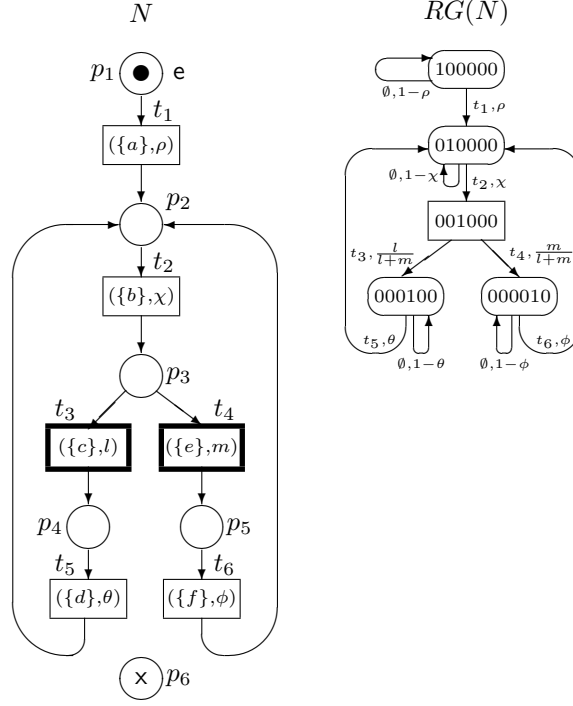 N RG(N)
p₁ e
100000
∅,1−ρ
t₁ t₁,ρ
({a},ρ)
010000
p₂ ∅,1−χ t₂,χ
t₂
001000
({b},χ)
t₃, l/(l+m) t₄, m/(l+m)
p₃ 000100 000010
t₅,θ t₆,ϕ
∅,1−θ ∅,1−ϕ
t₃ t₄
({c},l) ({e},m)
p₄ p₅
t₅ t₆
({d},θ) ({f},ϕ)
x p₆